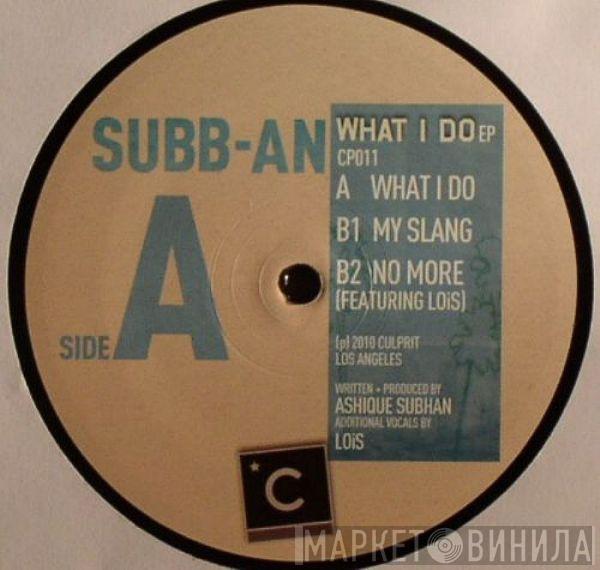 SUBB-AN
SIDE A
WHAT I DO EP
CP011
A WHAT I DO
B1 MY SLANG
B2 NO MORE
(FEATURING LOiS)
(p) 2010 CULPRIT
LOS ANGELES
WRITTEN + PRODUCED BY
ASHIQUE SUBHAN
ADDITIONAL VOCALS BY
LOiS
C
МАРКЕТ ВИНИЛА